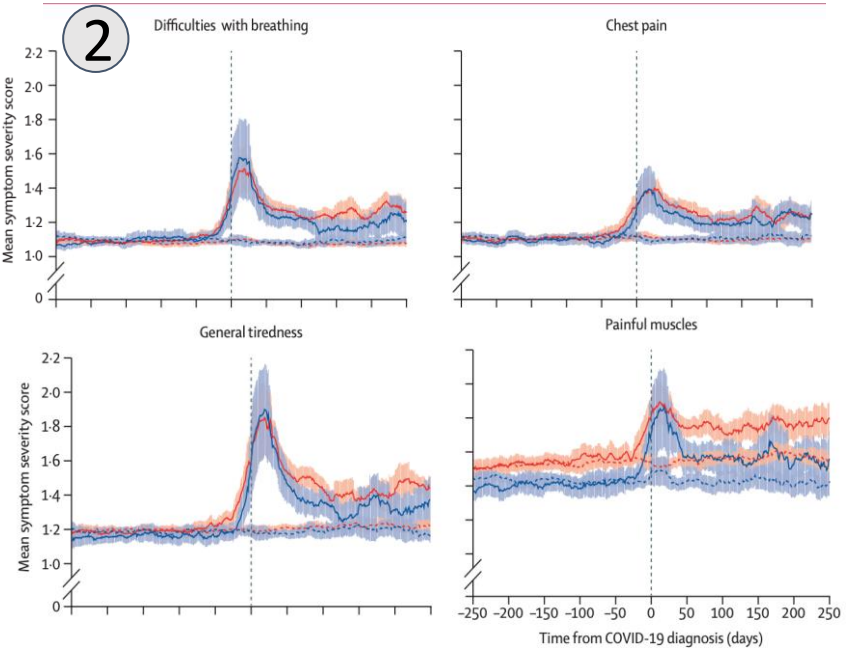 2
Difficulties with breathing
Chest pain
Mean symptom severity score
2·2
2·0
1·8
1·6
1·4
1·2
1·0
0
General tiredness
Painful muscles
Mean symptom severity score
2·2
2·0
1·8
1·6
1·4
1·2
1·0
0
−250 −200 −150 −100 −50 0 50 100 150 200 250
Time from COVID-19 diagnosis (days)